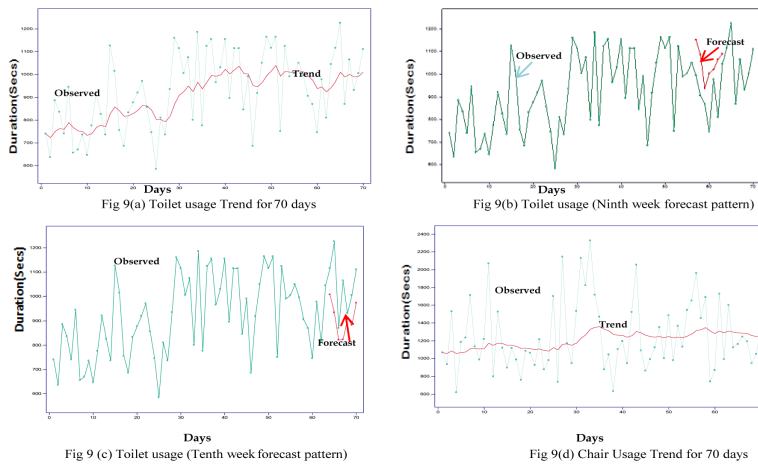 1200
1100
1000
900
800
700
600
0 10 20 30 40 50 60 70
Duration(Secs)
Observed
Trend
Days
Fig 9(a) Toilet usage Trend for 70 days
1200
1000
800
600
0 10 20 30 40 50 60 70
Duration(Secs)
Observed
Forecast
Days
Fig 9(b) Toilet usage (Ninth week forecast pattern)
1200
1100
1000
900
800
700
600
0 10 20 30 40 50 60 70
Duration(Secs)
Observed
Forecast
Days
Fig 9 (c) Toilet usage (Tenth week forecast pattern)
2400
2200
2000
1800
1600
1400
1200
1000
800
600
0 10 20 30 40 50 60
Duration(Secs)
Observed
Trend
Days
Fig 9(d) Chair Usage Trend for 70 days